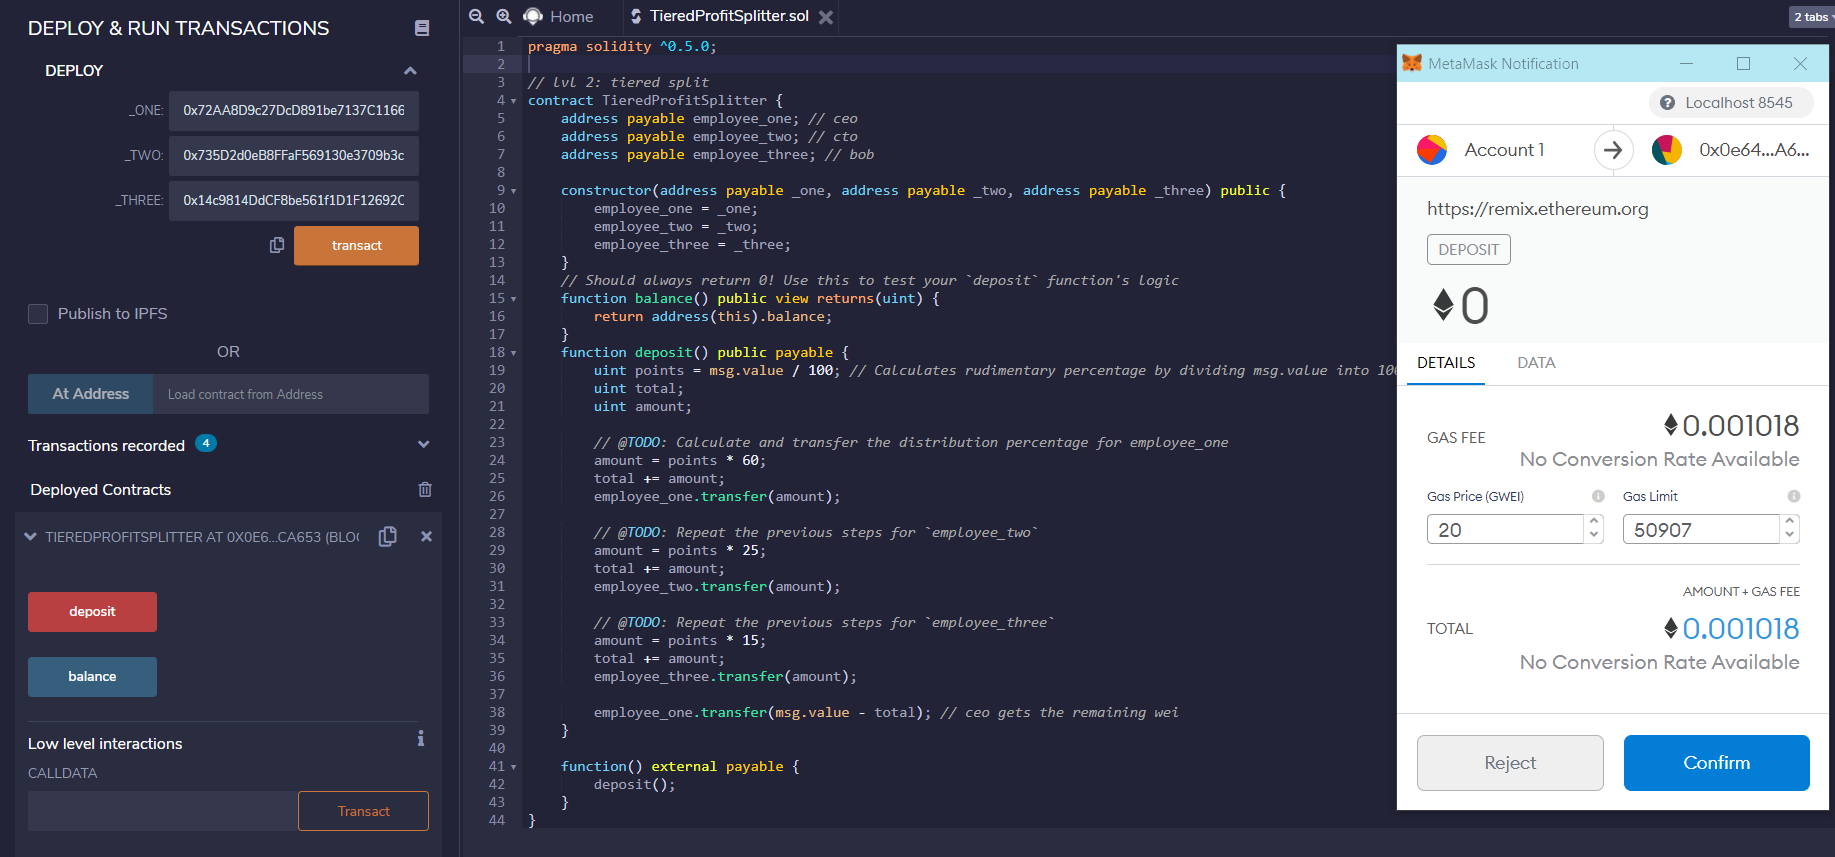 DEPLOY & RUN TRANSACTIONS
DEPLOY
_ONE: 0x72AA8D9c27DcD891be7137C1166
_TWO: 0x735D2d0eB8FFaF569130e3709b3c
_THREE: 0x14c9814DdCF8be561f1D1F12692C
transact
Publish to IPFS
OR
At Address Load contract from Address
Transactions recorded 4
Deployed Contracts
TIEREDPROFITSPLITTER AT 0X0E6...CA653 (BLOC
deposit
balance
Low level interactions
CALLDATA
Transact
Home TieredProfitSplitter.sol
2 tabs
1 pragma solidity ^0.5.0;
2
3 // lvl 2: tiered split
4 contract TieredProfitSplitter {
5 address payable employee_one; // ceo
6 address payable employee_two; // cto
7 address payable employee_three; // bob
8
9 constructor(address payable _one, address payable _two, address payable _three) public {
10 employee_one = _one;
11 employee_two = _two;
12 employee_three = _three;
13 }
14 // Should always return 0! Use this to test your `deposit` function's logic
15 function balance() public view returns(uint) {
16 return address(this).balance;
17 }
18 function deposit() public payable {
19 uint points = msg.value / 100; // Calculates rudimentary percentage by dividing msg.value into 100
20 uint total;
21 uint amount;
22
23 // @TODO: Calculate and transfer the distribution percentage for employee_one
24 amount = points * 60;
25 total += amount;
26 employee_one.transfer(amount);
27
28 // @TODO: Repeat the previous steps for `employee_two`
29 amount = points * 25;
30 total += amount;
31 employee_two.transfer(amount);
32
33 // @TODO: Repeat the previous steps for `employee_three`
34 amount = points * 15;
35 total += amount;
36 employee_three.transfer(amount);
37
38 employee_one.transfer(msg.value - total); // ceo gets the remaining wei
39 }
40
41 function() external payable {
42 deposit();
43 }
44 }
MetaMask Notification
Localhost 8545
Account 1 0x0e64...A6...
https://remix.ethereum.org
DEPOSIT
0
DETAILS DATA
GAS FEE 0.001018
No Conversion Rate Available
Gas Price (GWEI) Gas Limit
20 50907
AMOUNT + GAS FEE
TOTAL 0.001018
No Conversion Rate Available
Reject Confirm